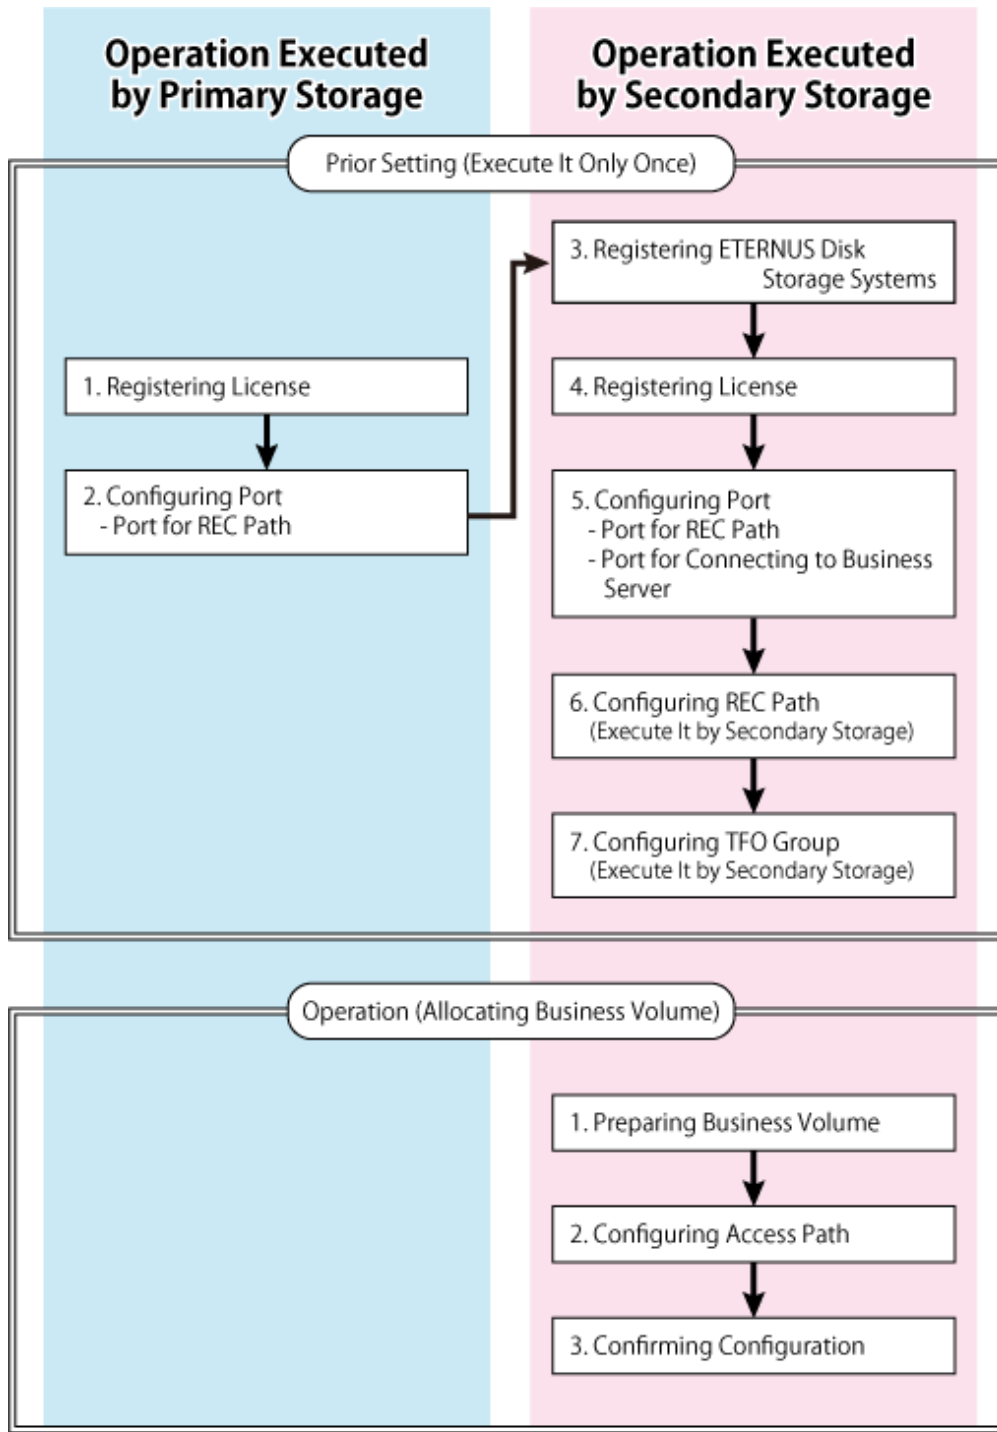 Operation Executed
by Primary Storage
Operation Executed
by Secondary Storage
Prior Setting (Execute It Only Once)
1. Registering License
2. Configuring Port
- Port for REC Path
3. Registering ETERNUS Disk
Storage Systems
4. Registering License
5. Configuring Port
- Port for REC Path
- Port for Connecting to Business
Server
6. Configuring REC Path
(Execute It by Secondary Storage)
7. Configuring TFO Group
(Execute It by Secondary Storage)
Operation (Allocating Business Volume)
1. Preparing Business Volume
2. Configuring Access Path
3. Confirming Configuration